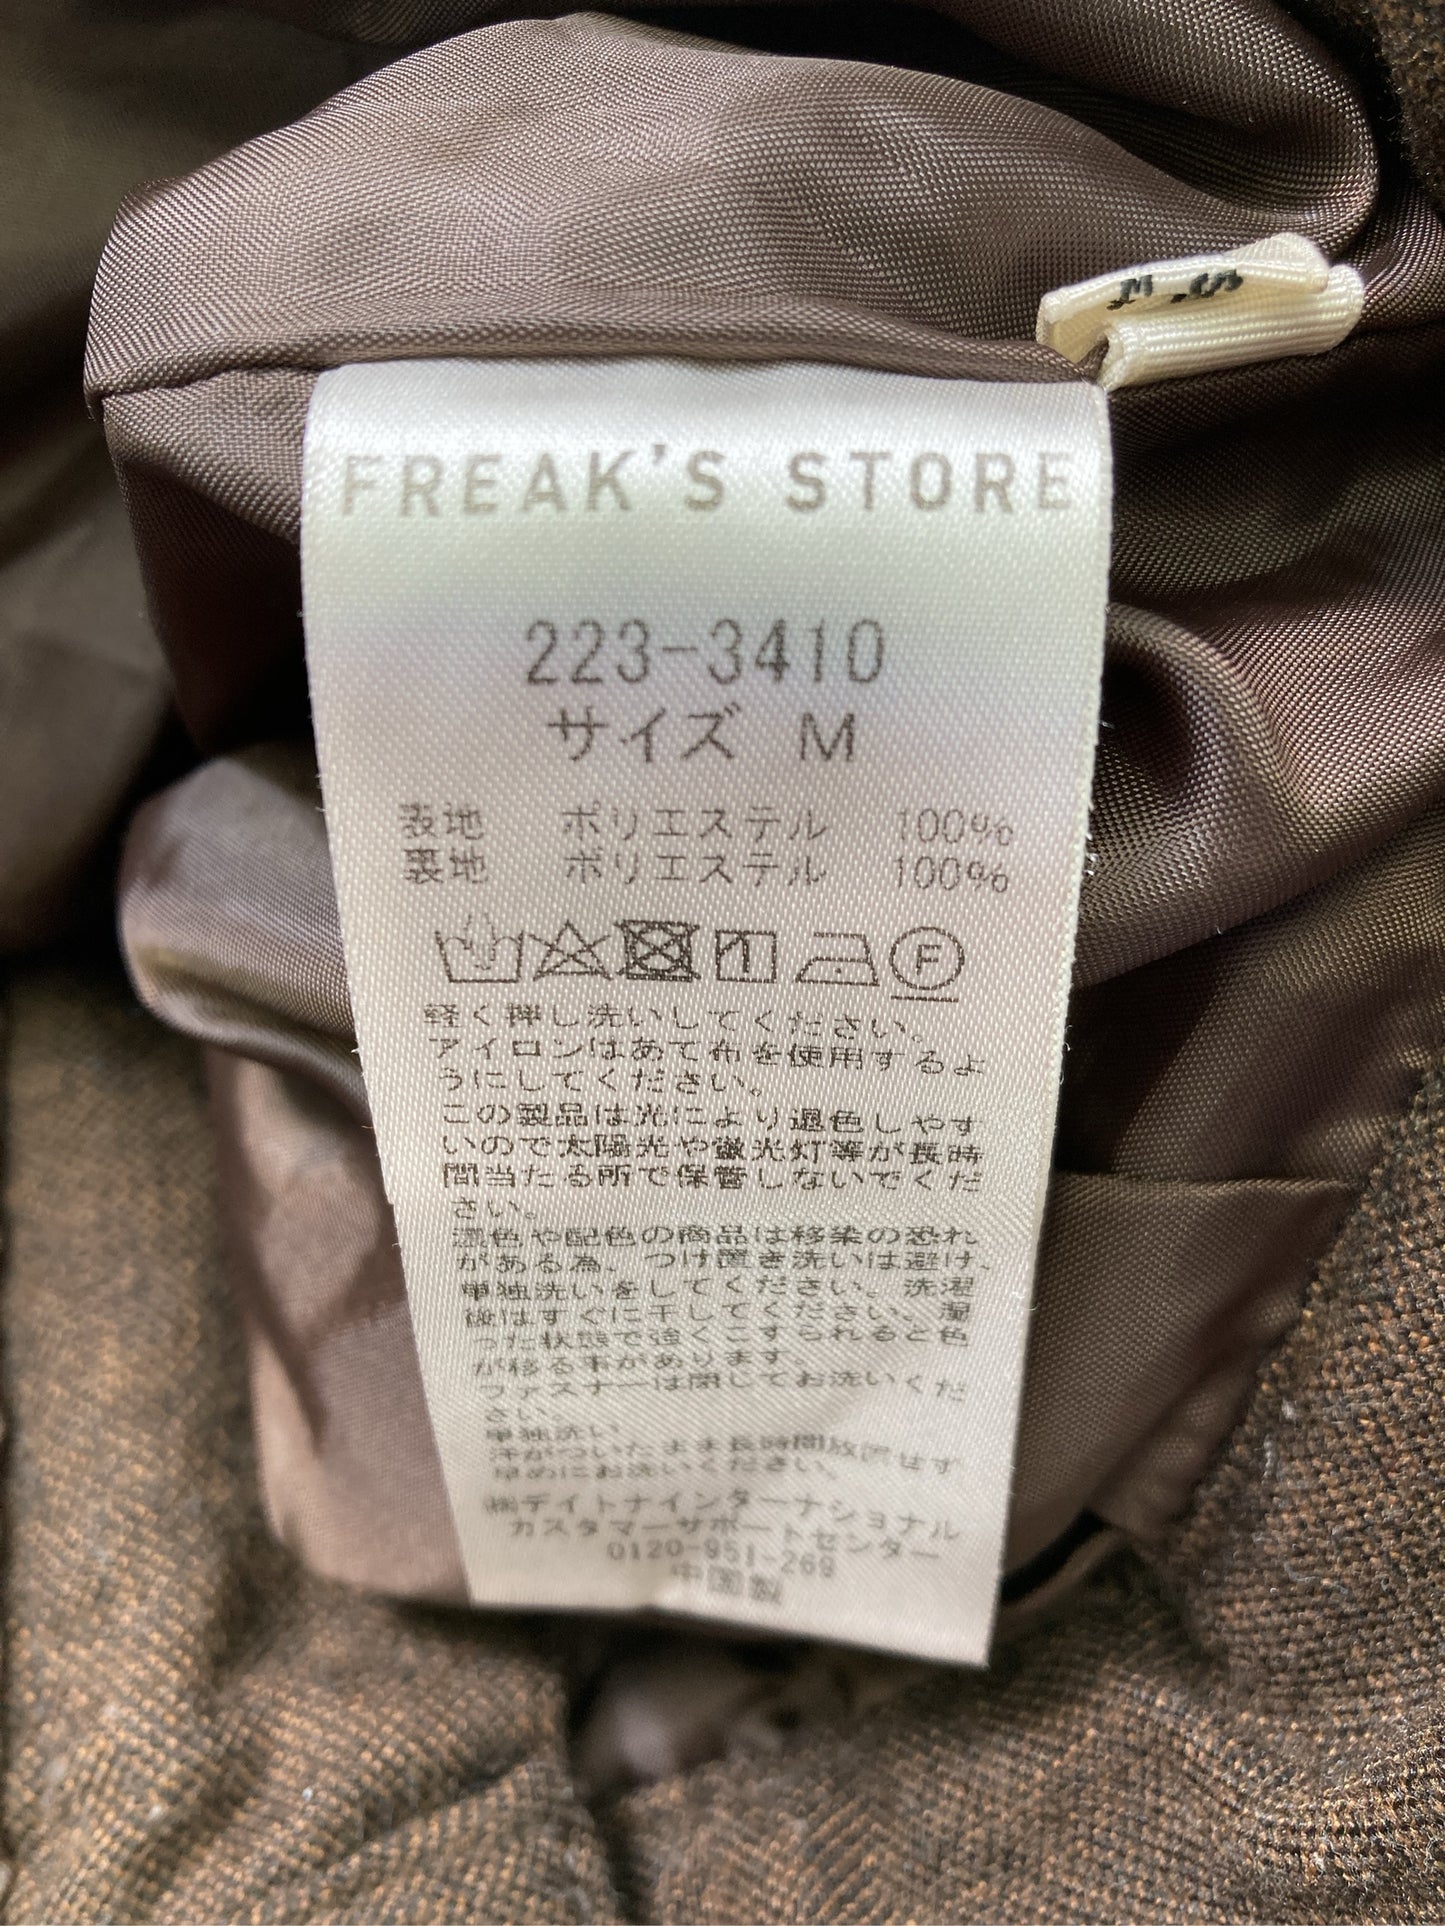 M.S
FREAK'S STORE
223-3410
サイズ M
表地 ポリエステル 100%
裏地 ポリエステル 100%
F
軽く押し洗いしてください。
アイロンはあて布を使用するよ
うにしてください。
この製品は光により退色しやす
いので太陽光や蛍光灯等が長時
間当たる所で保管しないでくだ
さい。
濃色や配色の商品は移染の恐れ
がある為、つけ置き洗いは避け、
単独洗いをしてください。洗濯
後はすぐに干してください。湿
った状態で強くこすられると色
が移る事があります。
ファスナーは閉じてお洗いくだ
さい。
単独洗い
汗がついたまま長時間放置せず
早めにお洗いください。
㈱デイトナインターナショナル
カスタマーサポートセンター
0120-951-269
中国製